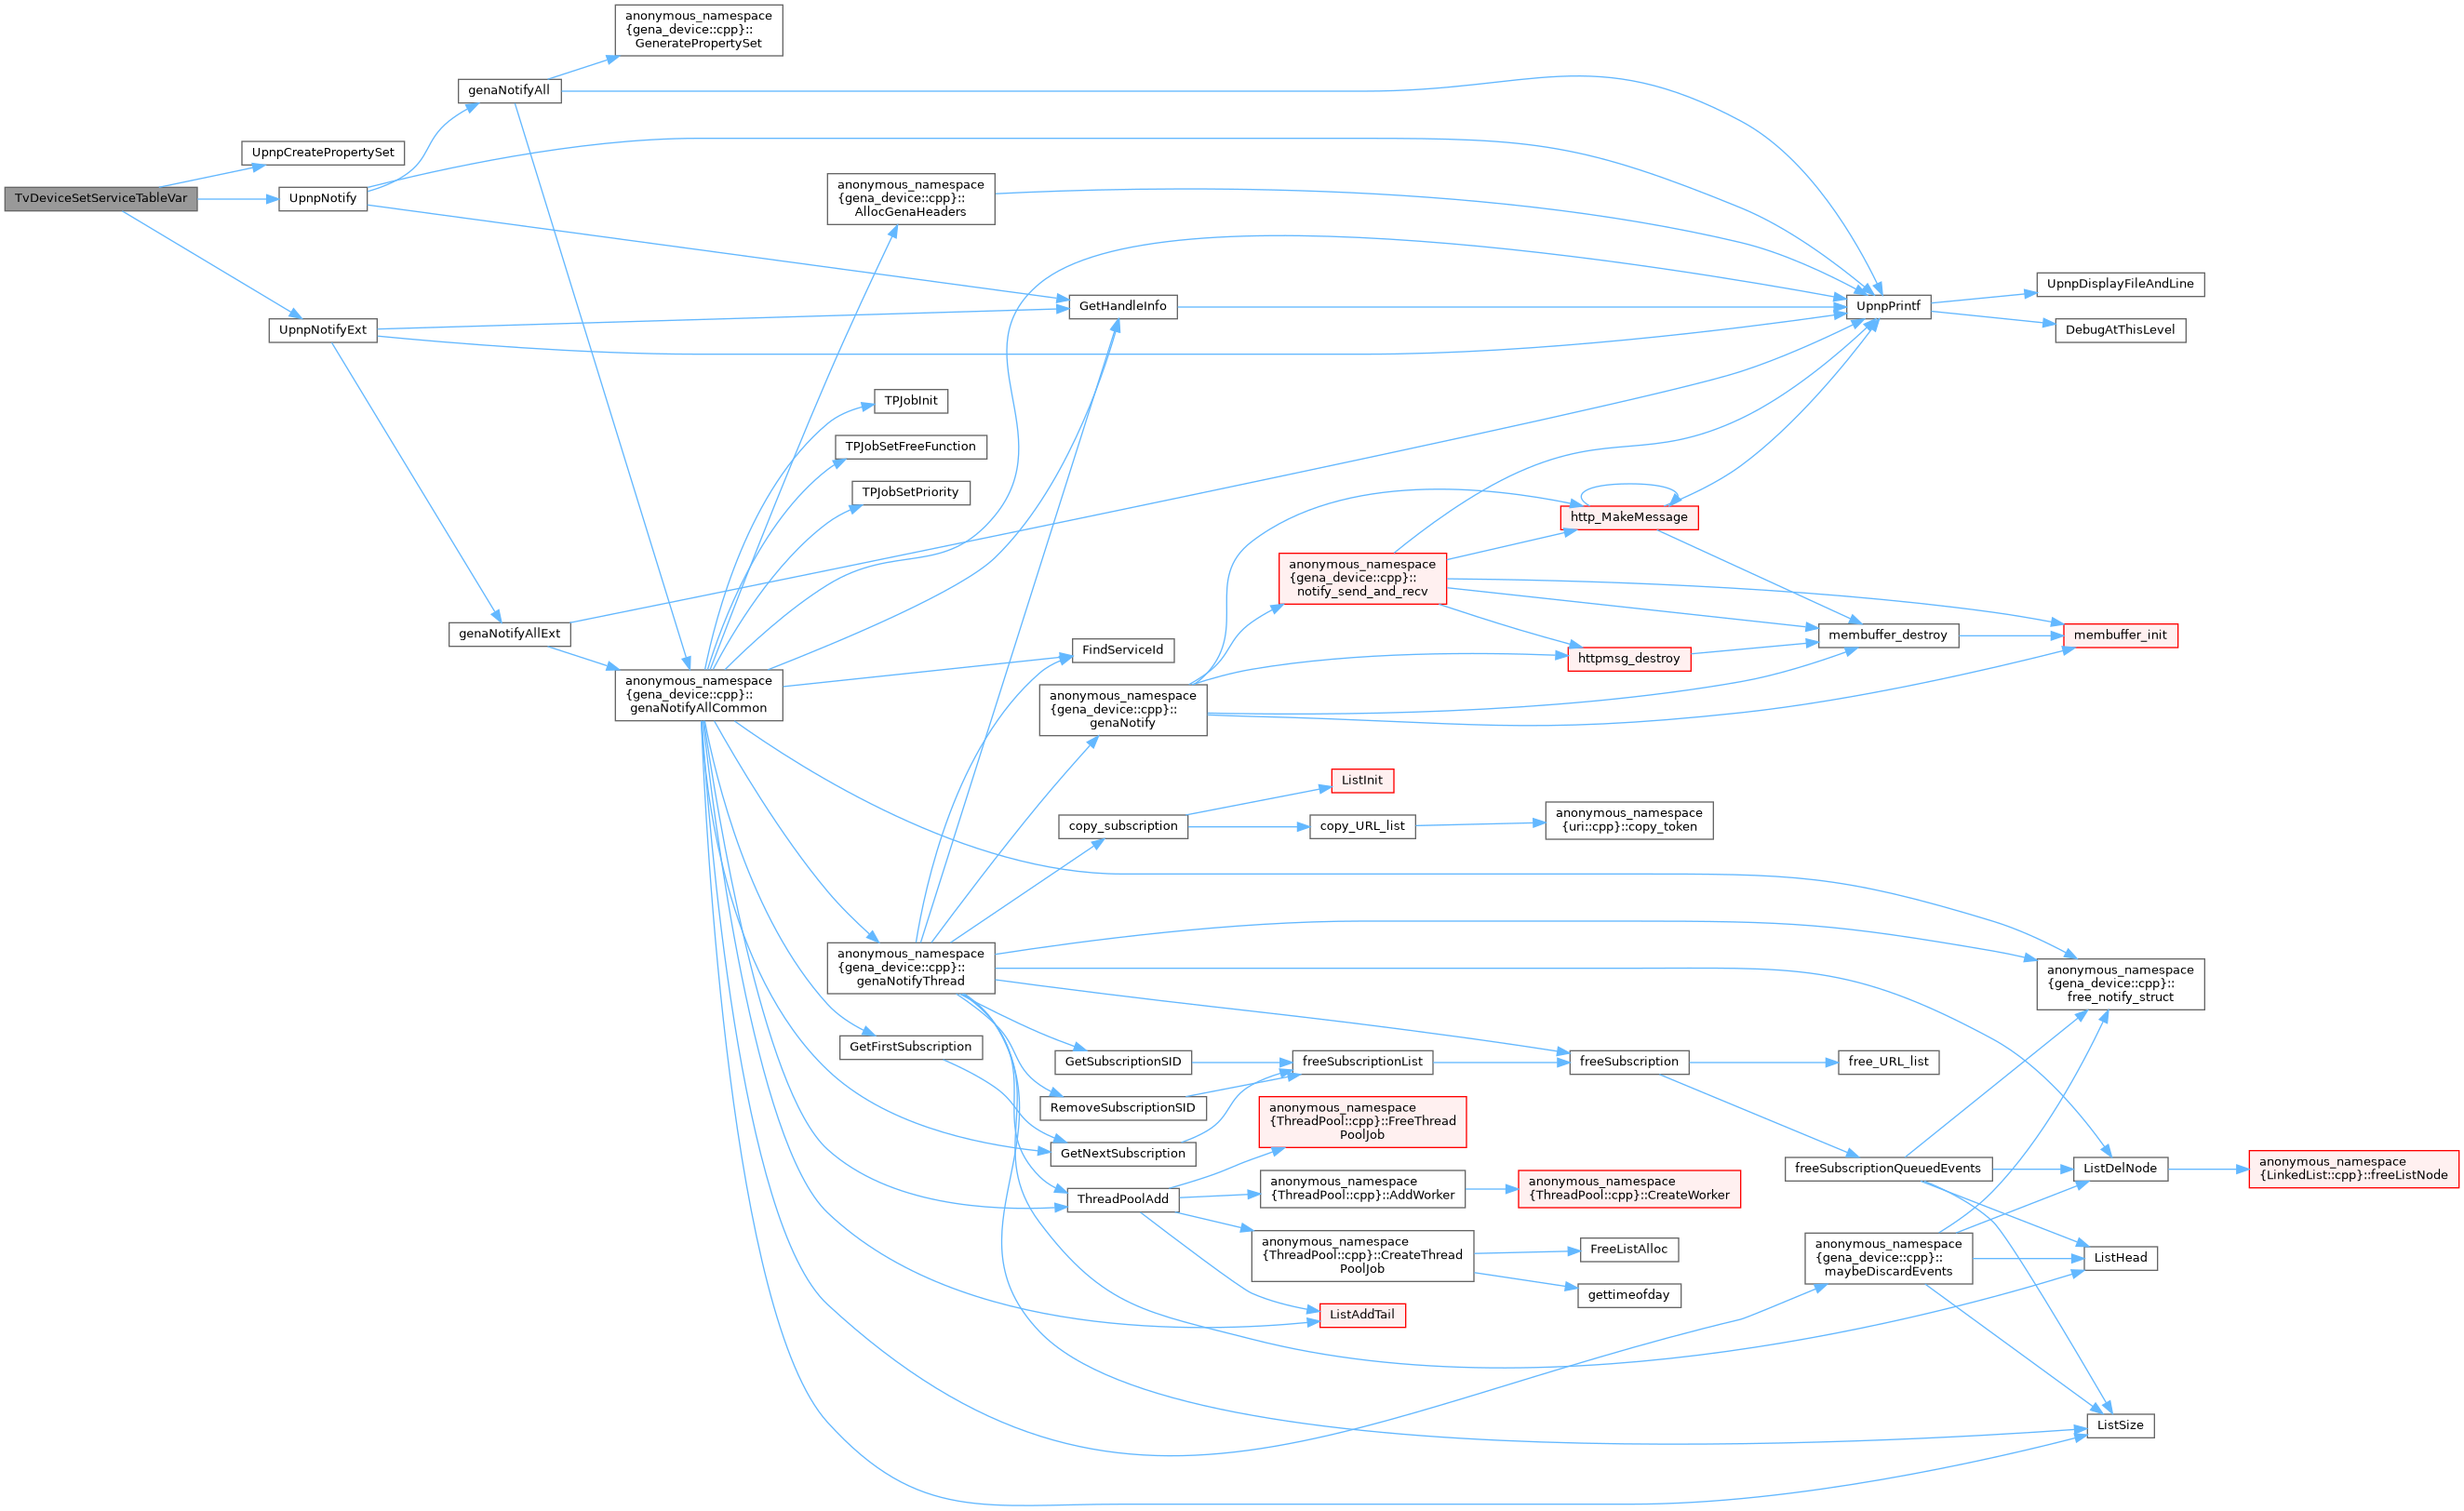 anonymous_namespace
{gena_device::cpp}::
GeneratePropertySet
genaNotifyAll
UpnpCreatePropertySet
TvDeviceSetServiceTableVar
UpnpNotify
anonymous_namespace
{gena_device::cpp}::
AllocGenaHeaders
UpnpDisplayFileAndLine
GetHandleInfo
UpnpPrintf
UpnpNotifyExt
DebugAtThisLevel
TPJobInit
TPJobSetFreeFunction
TPJobSetPriority
http_MakeMessage
anonymous_namespace
{gena_device::cpp}::
notify_send_and_recv
genaNotifyAllExt
membuffer_destroy
membuffer_init
FindServiceId
httpmsg_destroy
anonymous_namespace
{gena_device::cpp}::
genaNotifyAllCommon
anonymous_namespace
{gena_device::cpp}::
genaNotify
ListInit
copy_subscription
copy_URL_list
anonymous_namespace
{uri::cpp}::copy_token
anonymous_namespace
{gena_device::cpp}::
genaNotifyThread
anonymous_namespace
{gena_device::cpp}::
free_notify_struct
GetFirstSubscription
GetSubscriptionSID
freeSubscriptionList
freeSubscription
free_URL_list
RemoveSubscriptionSID
anonymous_namespace
{ThreadPool::cpp}::FreeThread
PoolJob
GetNextSubscription
freeSubscriptionQueuedEvents
ListDelNode
anonymous_namespace
{LinkedList::cpp}::freeListNode
ThreadPoolAdd
anonymous_namespace
{ThreadPool::cpp}::AddWorker
anonymous_namespace
{ThreadPool::cpp}::CreateWorker
anonymous_namespace
{ThreadPool::cpp}::CreateThread
PoolJob
FreeListAlloc
gettimeofday
anonymous_namespace
{gena_device::cpp}::
maybeDiscardEvents
ListHead
ListAddTail
ListSize